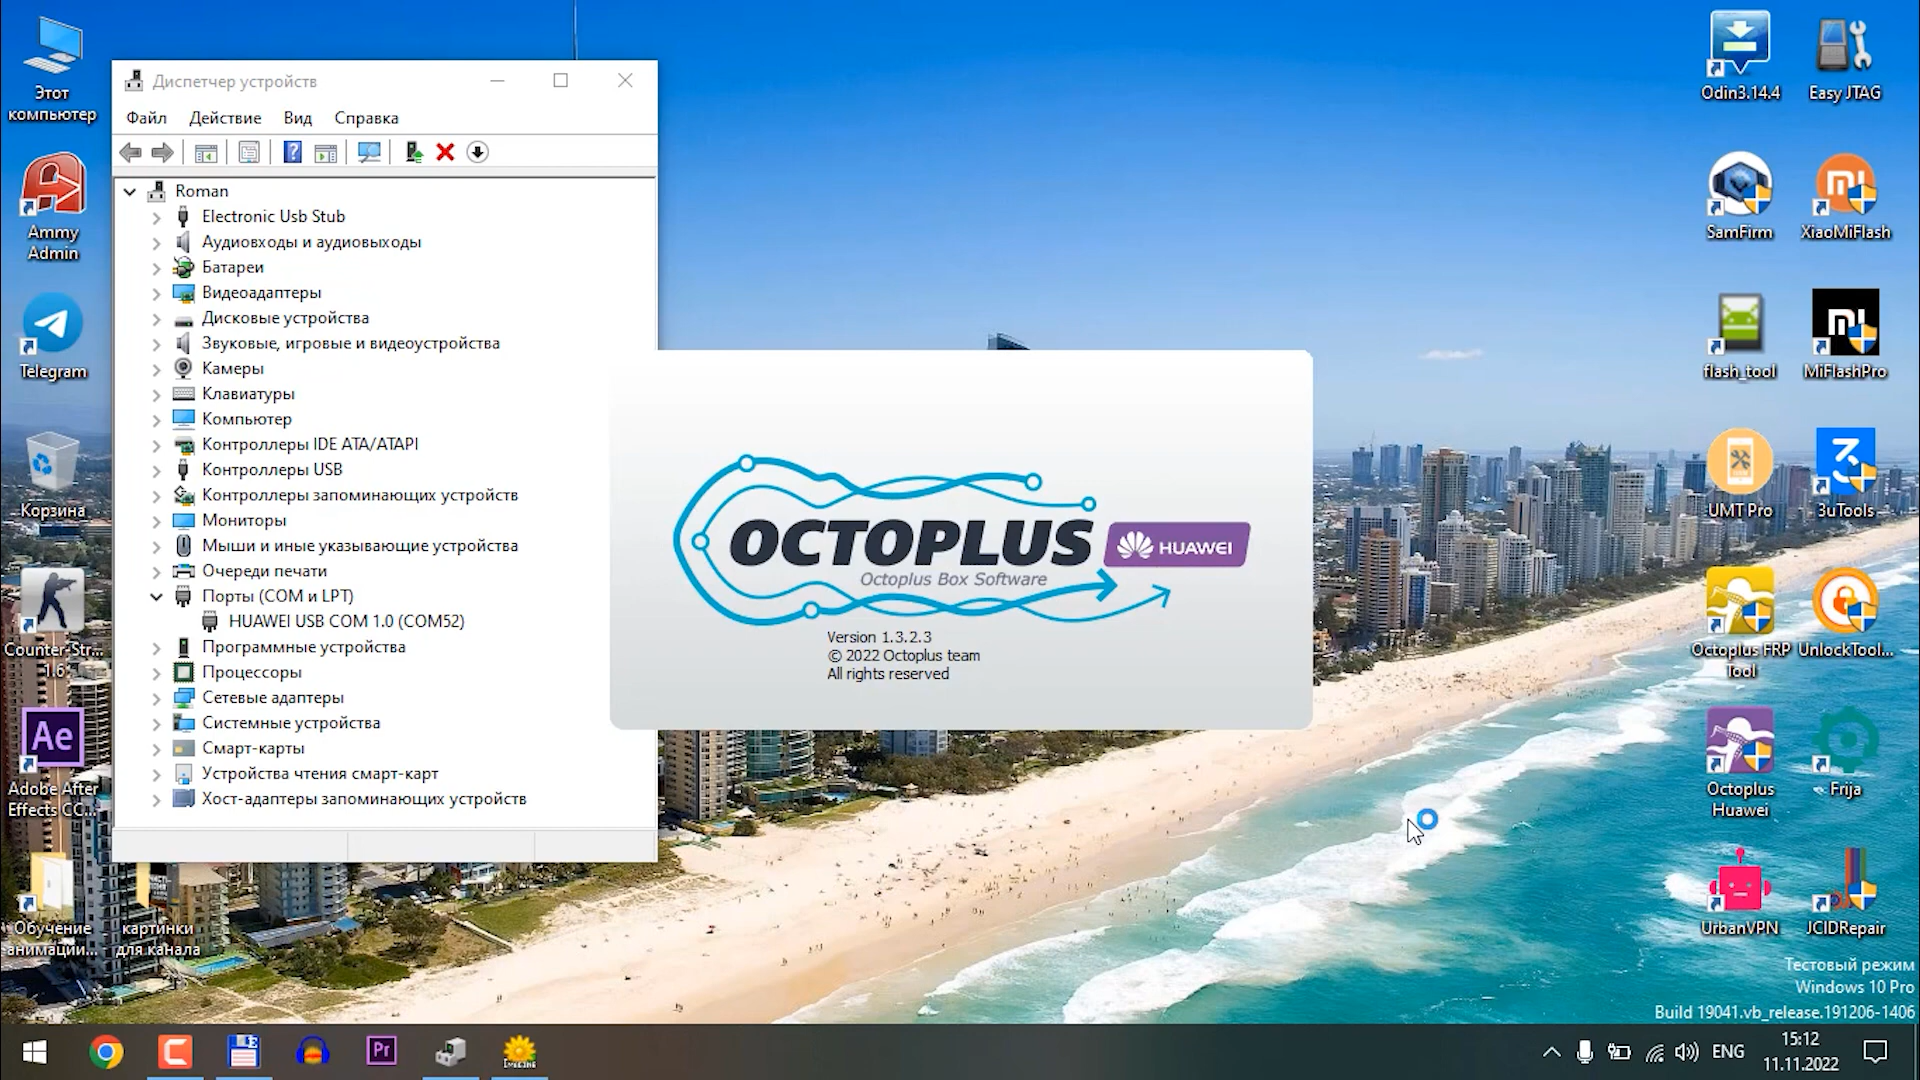 Этот
компьютер
Ammy
Admin
Telegram
Корзина
Counter-Str...
1.6
Ae
Adobe After
Effects CC...
Обучение
анимации...
картинки
для канала
Диспетчер устройств
Файл Действие Вид Справка
Roman
Electronic Usb Stub
Аудиовходы и аудиовыходы
Батареи
Видеоадаптеры
Дисковые устройства
Звуковые, игровые и видеоустройства
Камеры
Клавиатуры
Компьютер
Контроллеры IDE ATA/ATAPI
Контроллеры USB
Контроллеры запоминающих устройств
Мониторы
Мыши и иные указывающие устройства
Очереди печати
Порты (COM и LPT)
HUAWEI USB COM 1.0 (COM52)
Программные устройства
Процессоры
Сетевые адаптеры
Системные устройства
Смарт-карты
Устройства чтения смарт-карт
Хост-адаптеры запоминающих устройств
OCTOPLUS HUAWEI
Octoplus Box Software
Version 1.3.2.3
© 2022 Octoplus team
All rights reserved
Odin3.14.4
Easy JTAG
SamFirm
XiaoMiFlash
flash_tool
MiFlashPro
UMT Pro
3uTools
Octoplus FRP
Tool
UnlockTool...
Octoplus
Huawei
Frija
UrbanVPN
JCIDRepair
Тестовый режим
Windows 10 Pro
Build 19041.vb_release.191206-1406
Pr
ENG
15:12
11.11.2022